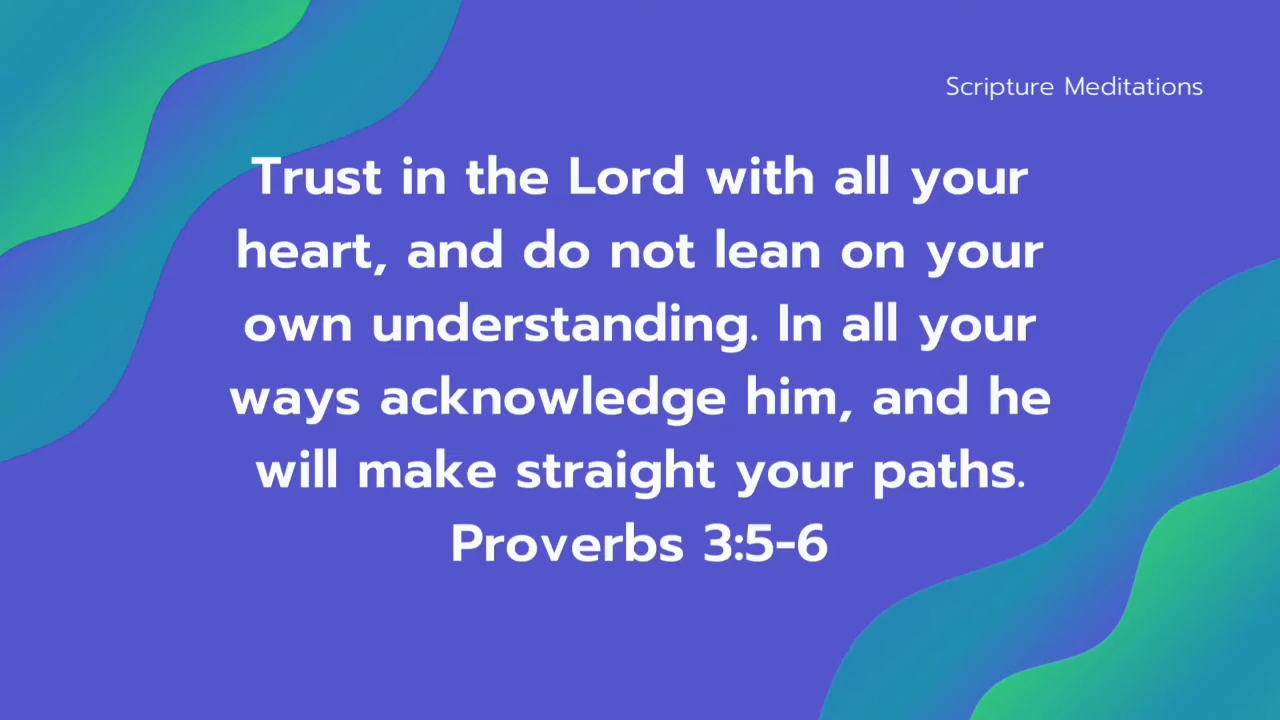 Scripture Meditations
Trust in the Lord with all your
heart, and do not lean on your
own understanding. In all your
ways acknowledge him, and he
will make straight your paths.
Proverbs 3:5-6